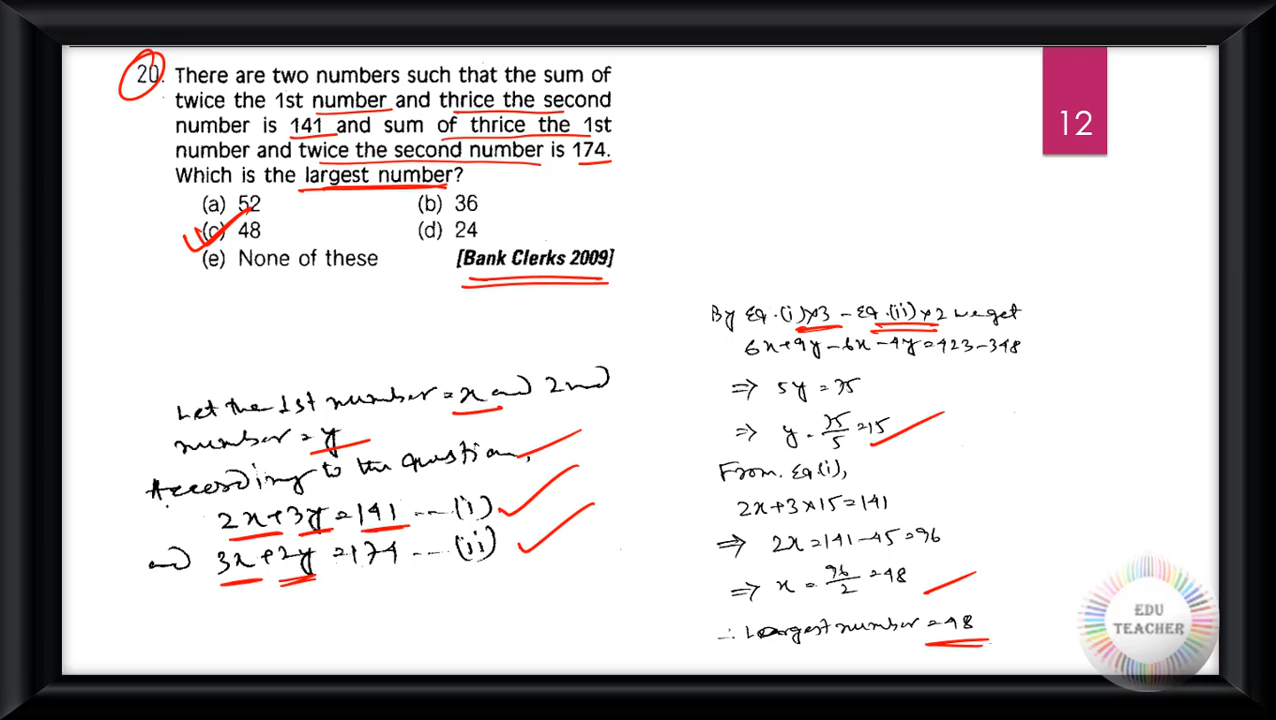 20. There are two numbers such that the sum of
twice the 1st number and thrice the second
number is 141 and sum of thrice the 1st
number and twice the second number is 174.
Which is the largest number?
(a) 52 (b) 36
(c) 48 (d) 24
(e) None of these [Bank Clerks 2009]
12
Let the 1st number = x and 2nd
number = y
According to the question,
2x+3y=141 ---(i)
and 3x+2y=174 ---(ii)
By Eq.(i)×3 - Eq.(ii)×2 we get
6x+9y-6x-4y=423-348
⇒ 5y=75
⇒ y = 75/5 = 15
From Eq(i),
2x+3×15=141
⇒ 2x=141-45=96
⇒ x = 96/2 = 48
∴ Largest number = 48
EDU
TEACHER